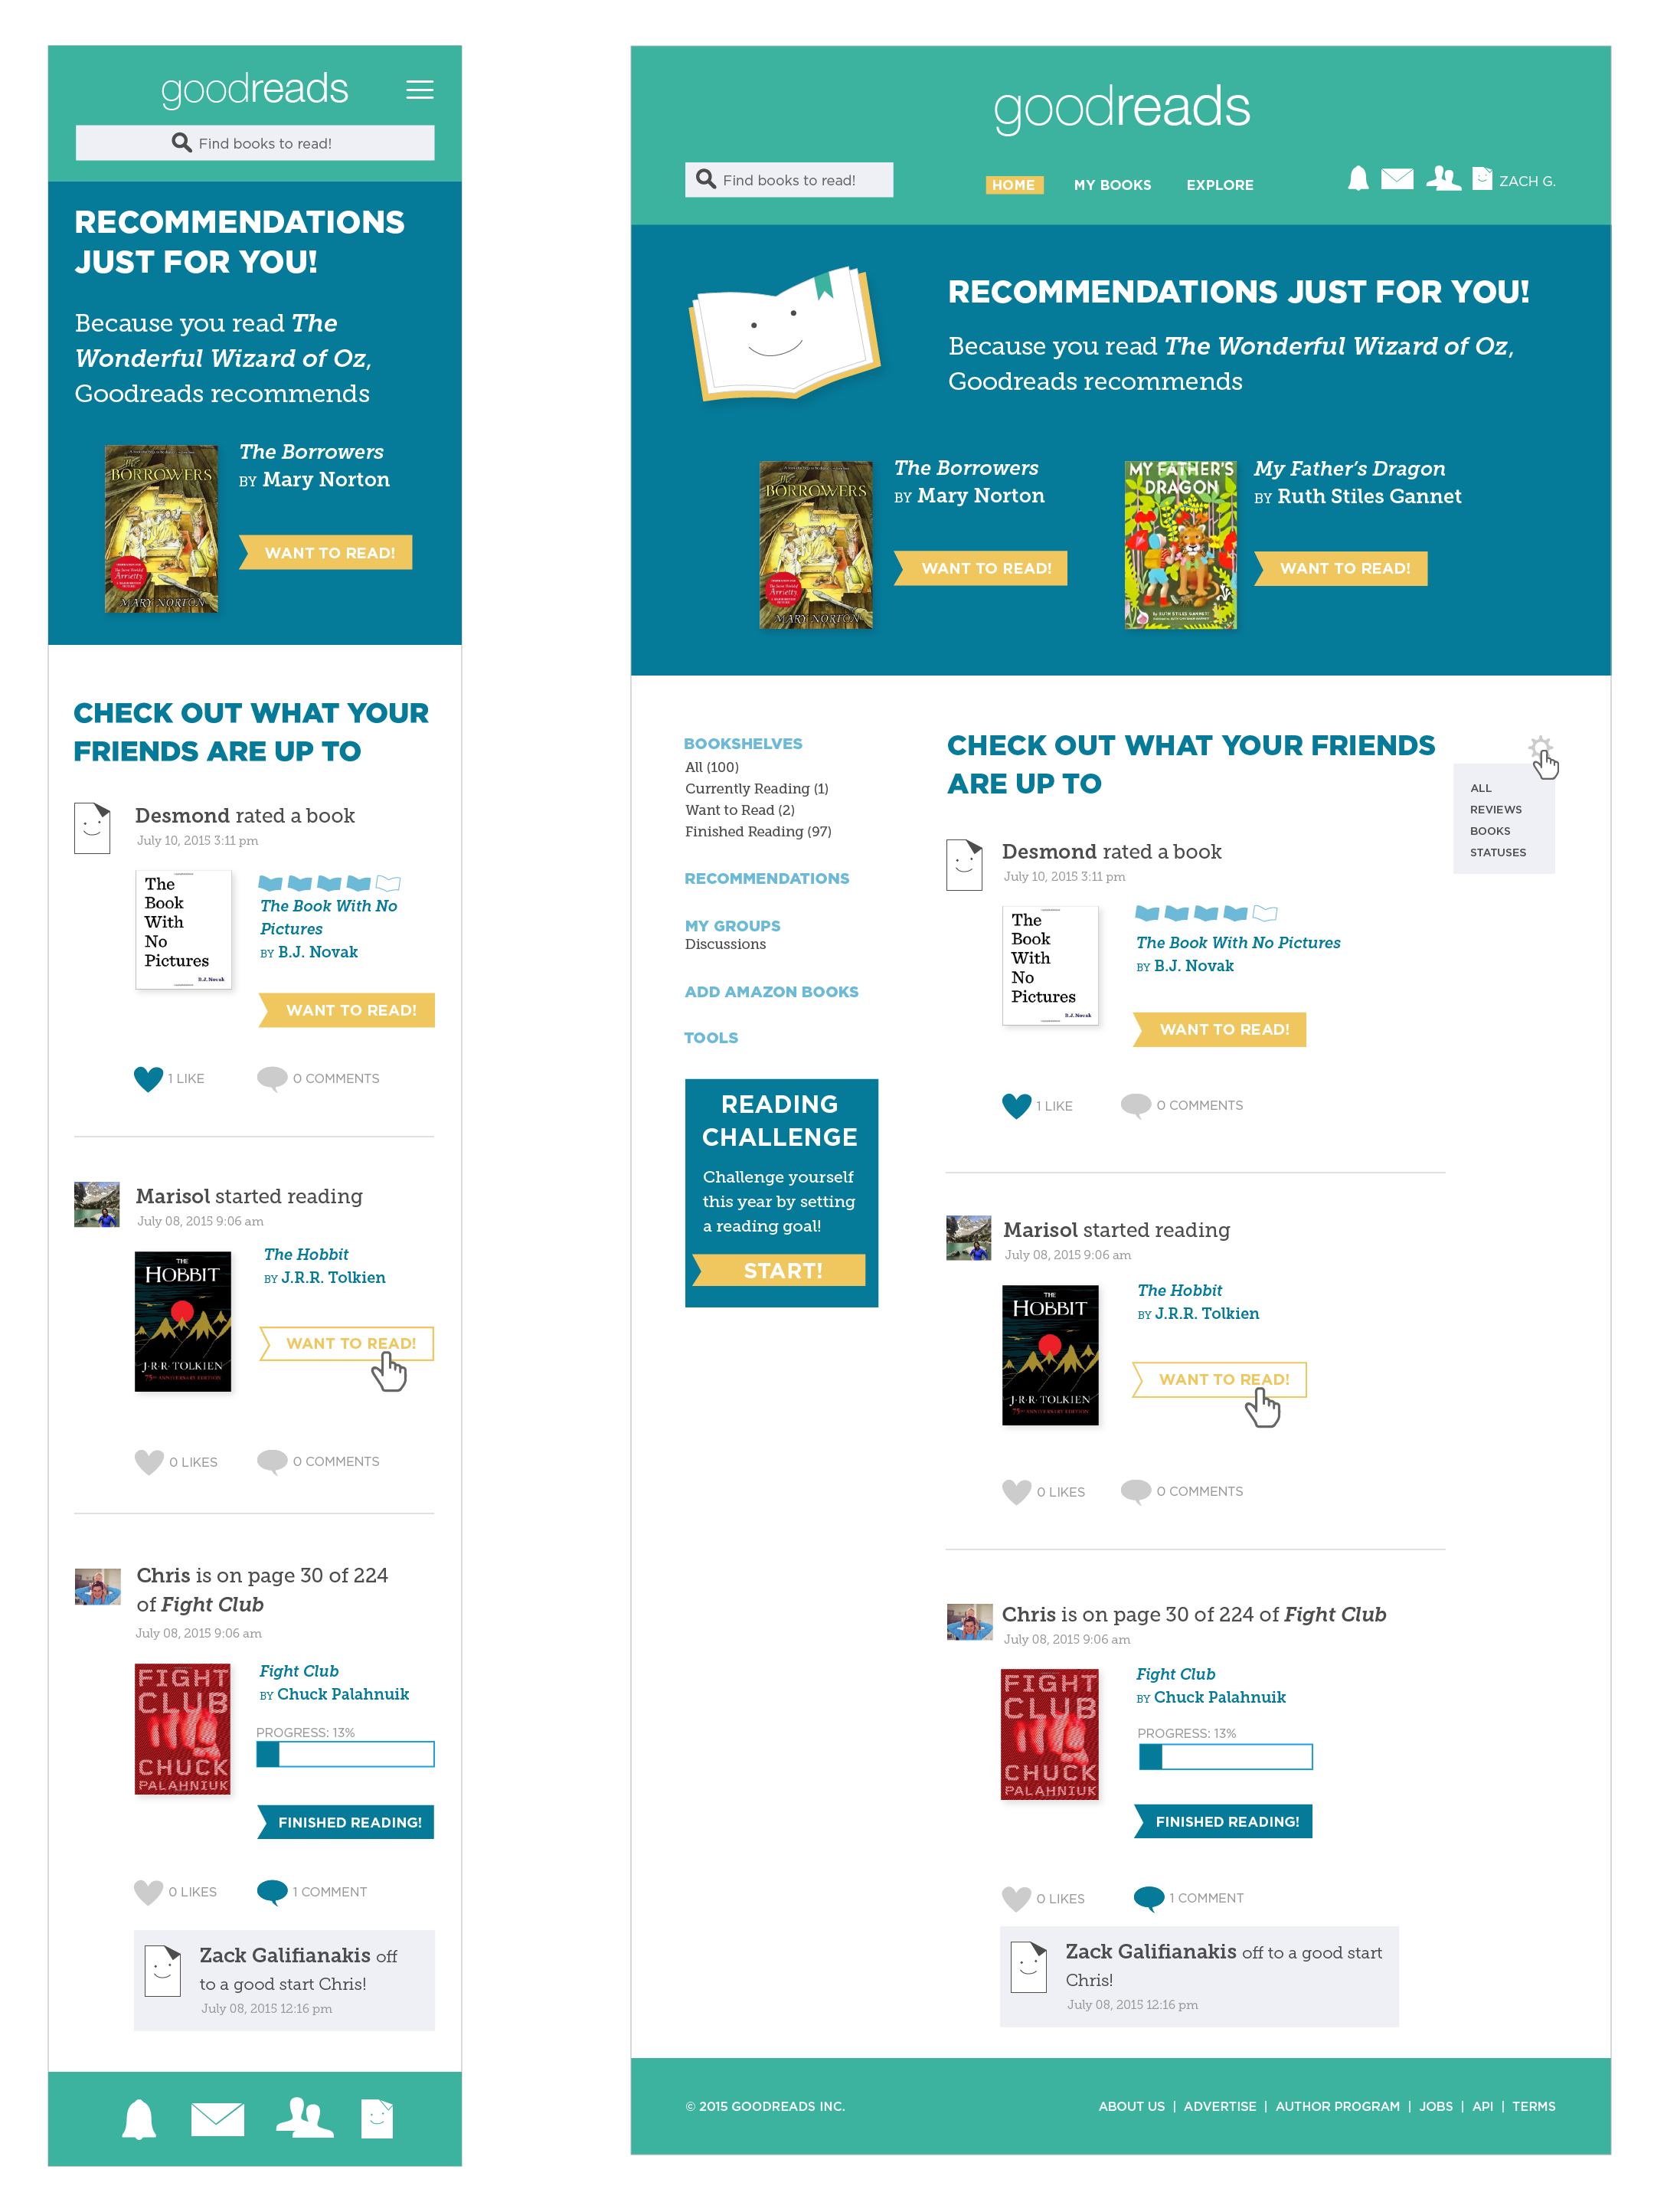 goodreads
Find books to read!
RECOMMENDATIONS
JUST FOR YOU!
Because you read The
Wonderful Wizard of Oz,
Goodreads recommends
The
BORROWERS
Arrietty
MARY NORTON
The Borrowers
BY Mary Norton
WANT TO READ!
CHECK OUT WHAT YOUR
FRIENDS ARE UP TO
Desmond rated a book
July 10, 2015 3:11 pm
The
Book
With
No
Pictures
B.J. Novak
The Book With No
Pictures
BY B.J. Novak
WANT TO READ!
1 LIKE
0 COMMENTS
Marisol started reading
July 08, 2015 9:06 am
THE
HOBBIT
J·R·R·TOLKIEN
75TH ANNIVERSARY EDITION
The Hobbit
BY J.R.R. Tolkien
WANT TO READ!
0 LIKES
0 COMMENTS
Chris is on page 30 of 224
of Fight Club
July 08, 2015 9:06 am
FIGHT
CLUB
CHUCK
PALAHNIUK
Fight Club
BY Chuck Palahnuik
PROGRESS: 13%
FINISHED READING!
0 LIKES
1 COMMENT
Zack Galifianakis off
to a good start Chris!
July 08, 2015 12:16 pm
goodreads
Find books to read!
HOME
MY BOOKS
EXPLORE
ZACH G.
RECOMMENDATIONS JUST FOR YOU!
Because you read The Wonderful Wizard of Oz,
Goodreads recommends
The
BORROWERS
Arrietty
MARY NORTON
The Borrowers
BY Mary Norton
WANT TO READ!
MY FATHER'S
DRAGON
by RUTH STILES GANNETT
My Father's Dragon
BY Ruth Stiles Gannet
WANT TO READ!
BOOKSHELVES
All (100)
Currently Reading (1)
Want to Read (2)
Finished Reading (97)
RECOMMENDATIONS
MY GROUPS
Discussions
ADD AMAZON BOOKS
TOOLS
READING
CHALLENGE
Challenge yourself
this year by setting
a reading goal!
START!
CHECK OUT WHAT YOUR FRIENDS
ARE UP TO
ALL
REVIEWS
BOOKS
STATUSES
Desmond rated a book
July 10, 2015 3:11 pm
The
Book
With
No
Pictures
B.J. Novak
The Book With No Pictures
BY B.J. Novak
WANT TO READ!
1 LIKE
0 COMMENTS
Marisol started reading
July 08, 2015 9:06 am
THE
HOBBIT
J·R·R·TOLKIEN
75TH ANNIVERSARY EDITION
The Hobbit
BY J.R.R. Tolkien
WANT TO READ!
0 LIKES
0 COMMENTS
Chris is on page 30 of 224 of Fight Club
July 08, 2015 9:06 am
FIGHT
CLUB
CHUCK
PALAHNIUK
Fight Club
BY Chuck Palahnuik
PROGRESS: 13%
FINISHED READING!
0 LIKES
1 COMMENT
Zack Galifianakis off to a good start
Chris!
July 08, 2015 12:16 pm
© 2015 GOODREADS INC.
ABOUT US | ADVERTISE | AUTHOR PROGRAM | JOBS | API | TERMS